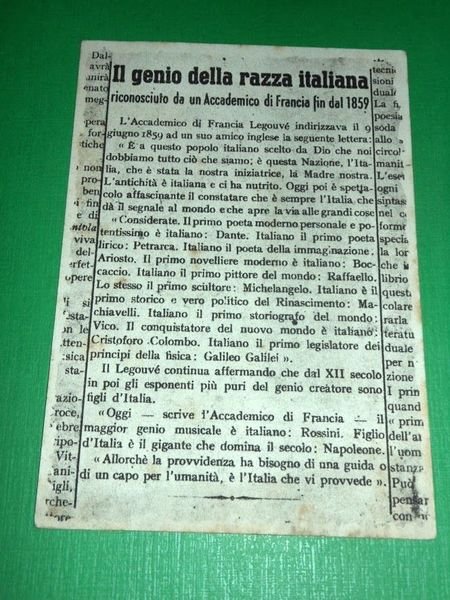 Il genio della razza italiana
riconosciuto da un Accademico di Francia fin dal 1859
L'Accademico di Francia Legouvé indirizzava il 9
giugno 1859 ad un suo amico inglese la seguente lettera:
« È a questo popolo italiano scelto da Dio che noi
dobbiamo tutto ciò che siamo; è questa Nazione, l'Ita-
lia, che è stata la nostra iniziatrice, la Madre nostra.
L'antichità è italiana e ci ha nutrito. Oggi poi è spetta-
colo affascinante il constatare che è sempre l'Italia, che
dà il segnale al mondo e che apre la via alle grandi cose
«Considerate. Il primo poeta moderno personale e po-
tentissimo è italiano: Dante. Italiano il primo poeta
lirico: Petrarca. Italiano il poeta della immaginazione,
Ariosto. Il primo novelliere moderno è italiano: Boc-
caccio. Italiano il primo pittore del mondo: Raffaello.
Lo stesso il primo scultore: Michelangelo. Italiano è il
primo storico e vero politico del Rinascimento: Ma-
chiavelli. Italiano il primo storiografo del mondo:
Vico. Il conquistatore del nuovo mondo è italiano:
Cristoforo Colombo. Italiano il primo legislatore dei
principi della fisica: Galileo Galilei ».
Il Legouvé continua affermando che dal XII secolo
in poi gli esponenti più puri del genio creatore sono
figli d'Italia.
«Oggi — scrive l'Accademico di Francia — il
maggior genio musicale è italiano: Rossini. Figlio
d'Italia è il gigante che domina il secolo: Napoleone.
« Allorchè la provvidenza ha bisogno di una guida o
di un capo per l'umanità, è l'Italia che vi provvede ».